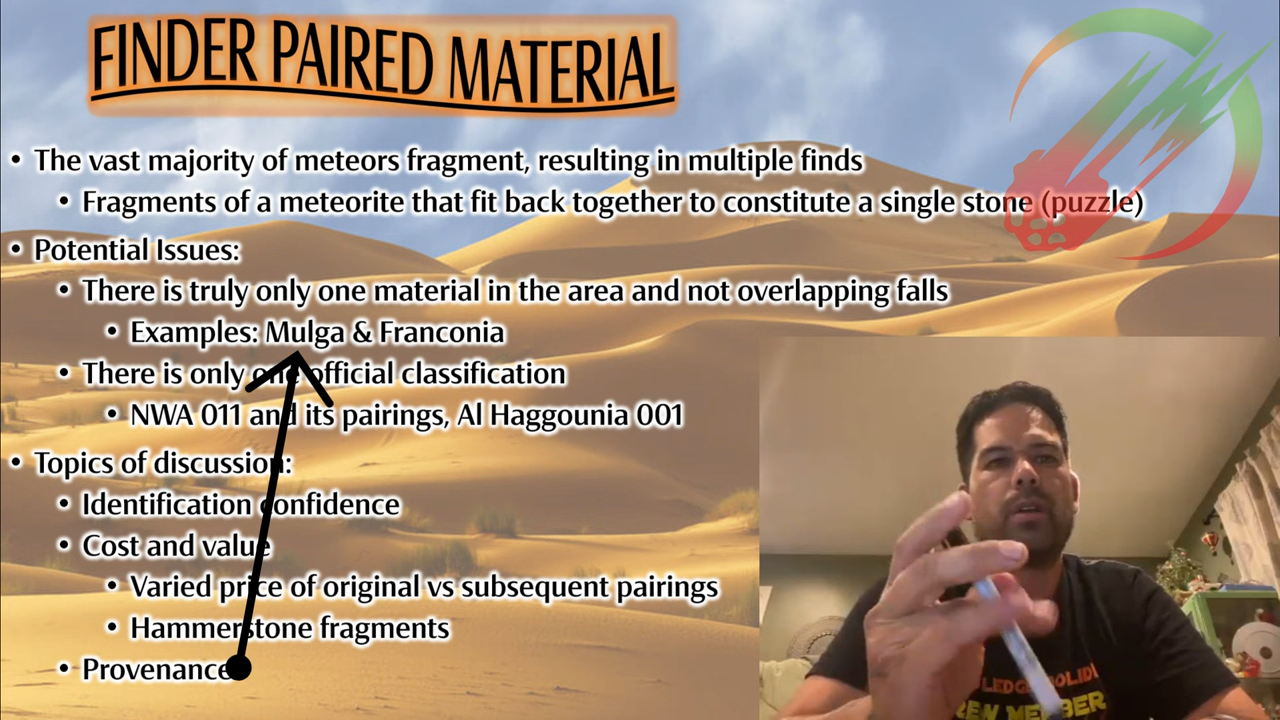 FINDER PAIRED MATERIAL
• The vast majority of meteors fragment, resulting in multiple finds
• Fragments of a meteorite that fit back together to constitute a single stone (puzzle)
• Potential Issues:
• There is truly only one material in the area and not overlapping falls
• Examples: Mulga & Franconia
• There is only one official classification
• NWA 011 and its pairings, Al Haggounia 001
• Topics of discussion:
• Identification confidence
• Cost and value
• Varied price of original vs subsequent pairings
• Hammerstone fragments
• Provenance